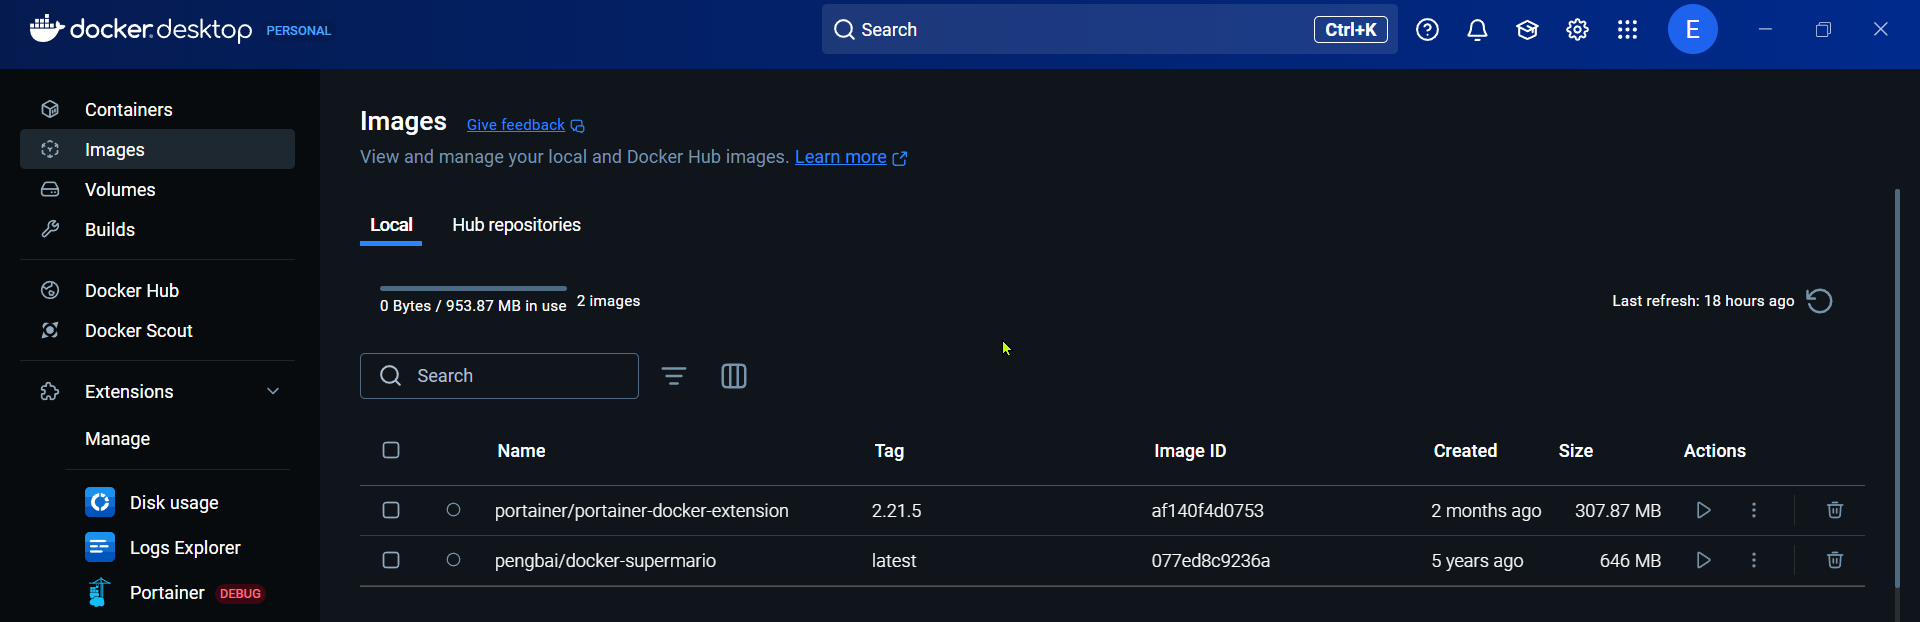 docker.desktop PERSONAL
Search Ctrl+K
E
Containers
Images
Volumes
Builds
Docker Hub
Docker Scout
Extensions
Manage
Disk usage
Logs Explorer
Portainer DEBUG
Images Give feedback
View and manage your local and Docker Hub images. Learn more
Local Hub repositories
0 Bytes / 953.87 MB in use 2 images
Last refresh: 18 hours ago
Search
Name Tag Image ID Created Size Actions
portainer/portainer-docker-extension 2.21.5 af140f4d0753 2 months ago 307.87 MB
pengbai/docker-supermario latest 077ed8c9236a 5 years ago 646 MB